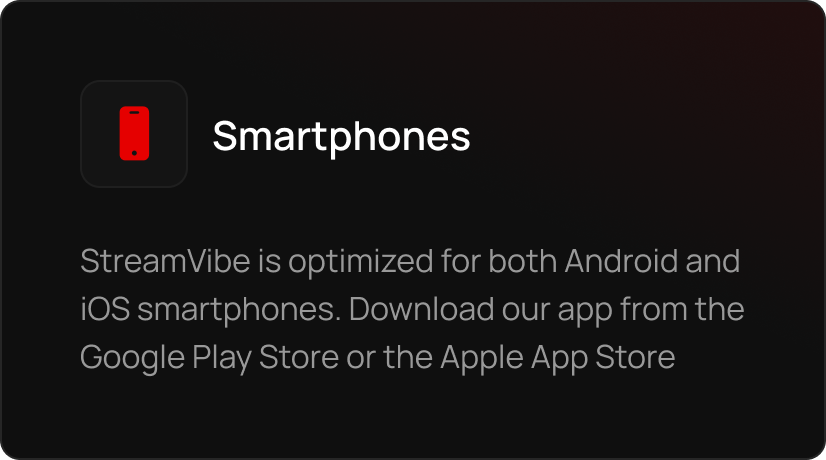 Smartphones
StreamVibe is optimized for both Android and
iOS smartphones. Download our app from the
Google Play Store or the Apple App Store